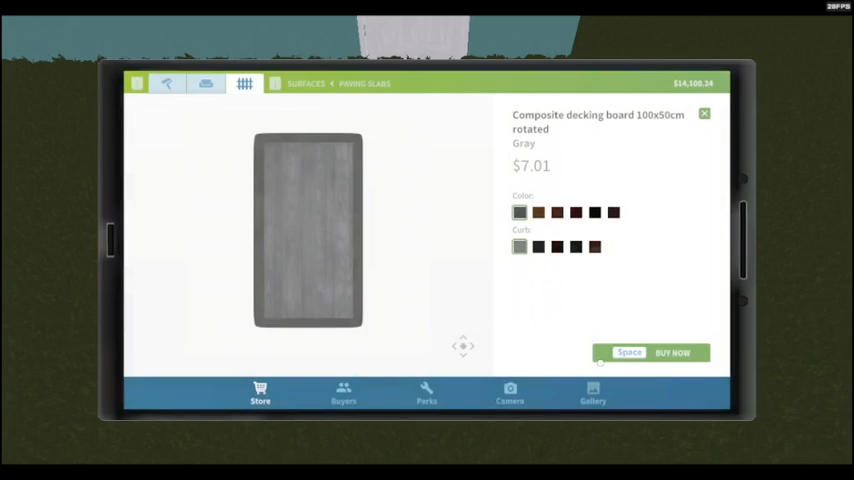 28FPS
SURFACES < PAVING SLABS
$14,100.34
Composite decking board 100x50cm
rotated
Gray
$7.01
Color:
Curb:
Space BUY NOW
Store
Buyers
Perks
Camera
Gallery